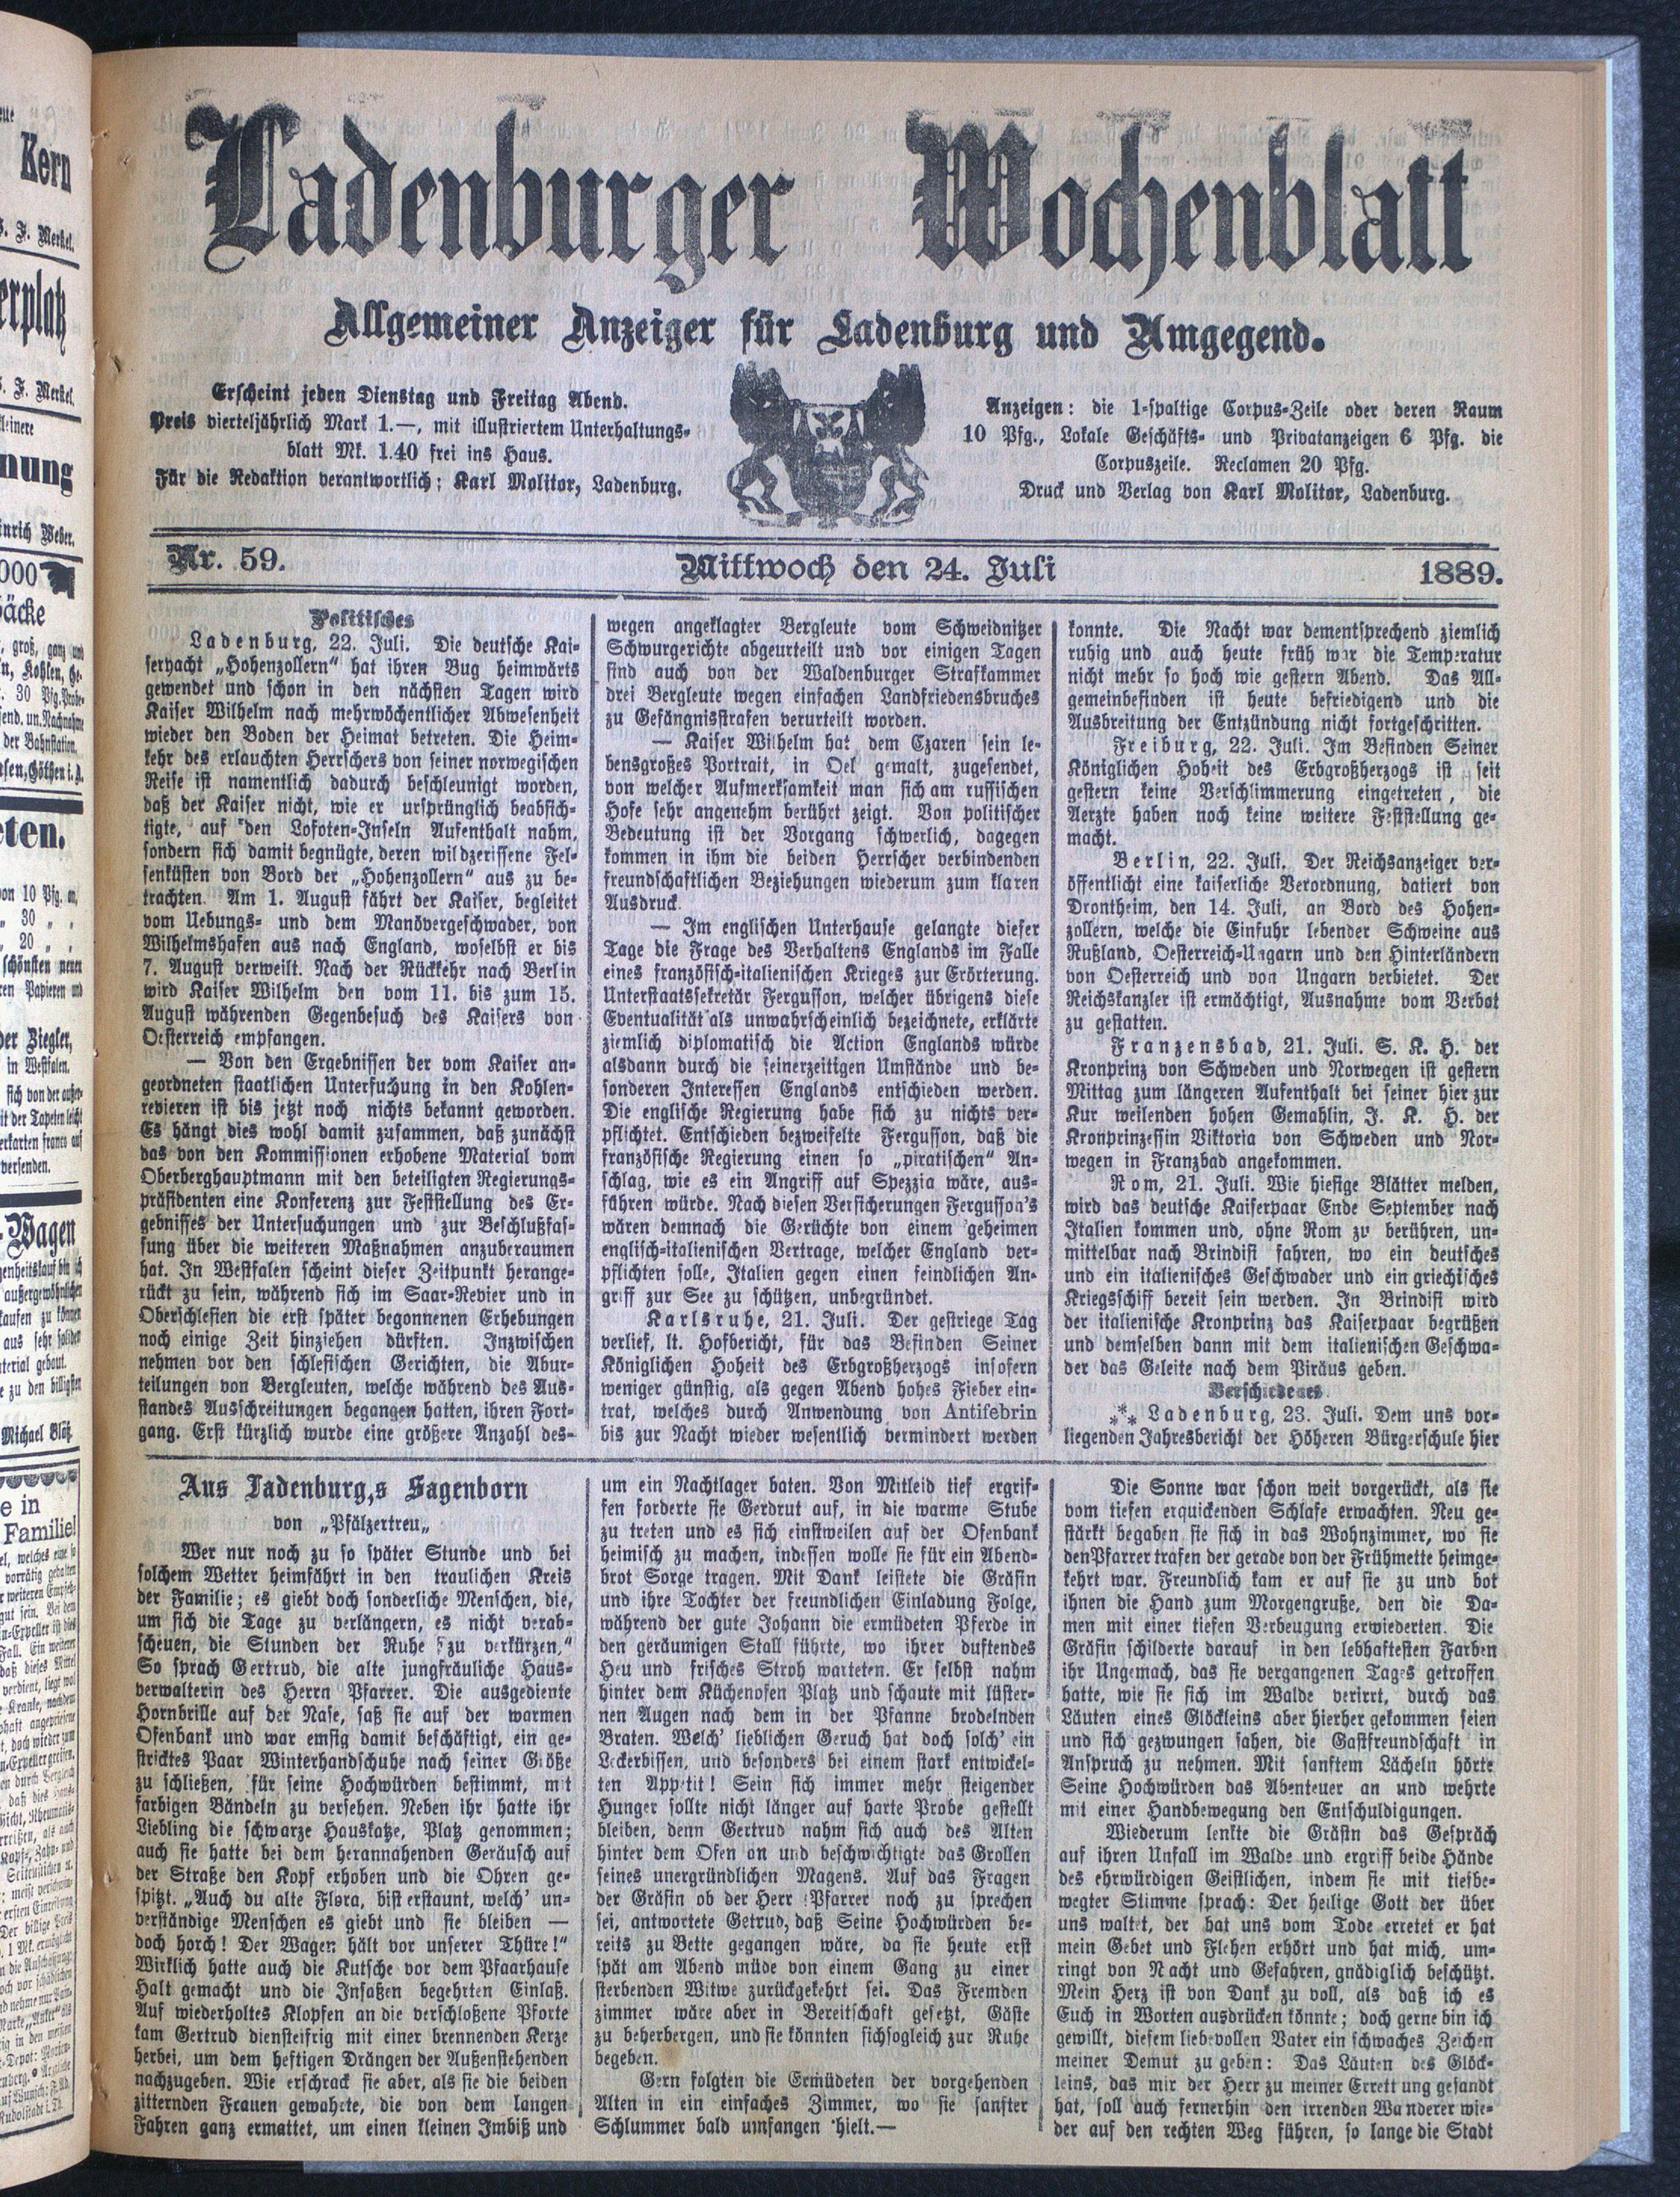 Ladenburger Wochenblatt
Allgemeiner Anzeiger für Ladenburg und Umgegend.
Erscheint jeden Dienstag und Freitag Abend.
Preis vierteljährlich Mark 1.—, mit illustriertem Unterhaltungs-
blatt Mk. 1.40 frei ins Haus.
Für die Redaktion verantwortlich: Karl Molitor, Ladenburg.
Anzeigen: die 1-spaltige Corpus-Zeile oder deren Raum
10 Pfg., Lokale Geschäfts- und Privatanzeigen 6 Pfg. die
Corpuszeile. Reclamen 20 Pfg.
Druck und Verlag von Karl Molitor, Ladenburg.
Nr. 59.
Mittwoch den 24. Juli
1889.
Politisches
Ladenburg, 22. Juli. Die deutsche Kai-
seryacht „Hohenzollern“ hat ihren Bug heimwärts
gewendet und schon in den nächsten Tagen wird
Kaiser Wilhelm nach mehrwöchentlicher Abwesenheit
wieder den Boden der Heimat betreten. Die Heim-
kehr des erlauchten Herrschers von seiner norwegischen
Reise ist namentlich dadurch beschleunigt worden,
daß der Kaiser nicht, wie er ursprünglich beabsich-
tigte, auf den Lofoten-Inseln Aufenthalt nahm,
sondern sich damit begnügte, deren wildzerissene Fel-
senküsten von Bord der „Hohenzollern“ aus zu be-
trachten. Am 1. August fährt der Kaiser, begleitet
vom Uebungs- und dem Manövergeschwader, von
Wilhelmshafen aus nach England, woselbst er bis
7. August verweilt. Nach der Rückkehr nach Berlin
wird Kaiser Wilhelm den vom 11. bis zum 15.
August währenden Gegenbesuch des Kaisers von
Oesterreich empfangen.
— Von den Ergebnissen der vom Kaiser an-
geordneten staatlichen Untersuchung in den Kohlen-
revieren ist bis jetzt noch nichts bekannt geworden.
Es hängt dies wohl damit zusammen, daß zunächst
das von den Kommissionen erhobene Material vom
Oberberghauptmann mit den beteiligten Regierungs-
präsidenten eine Konferenz zur Feststellung des Er-
gebnisses der Untersuchungen und zur Beschlußfas-
sung über die weiteren Maßnahmen anzuberaumen
hat. In Westfalen scheint dieser Zeitpunkt herange-
rückt zu sein, während sich im Saar-Revier und in
Oberschlesien die erst später begonnenen Erhebungen
noch einige Zeit hinziehen dürften. Inzwischen
nehmen vor den schlesischen Gerichten, die Abur-
teilungen von Bergleuten, welche während des Aus-
standes Ausschreitungen begangen hatten, ihren Fort-
gang. Erst kürzlich wurde eine größere Anzahl des-
wegen angeklagter Bergleute vom Schweidnitzer
Schwurgerichte abgeurteilt und vor einigen Tagen
sind auch von der Waldenburger Strafkammer
drei Bergleute wegen einfachen Landfriedensbruches
zu Gefängnisstrafen verurteilt worden.
— Kaiser Wilhelm hat dem Czaren sein le-
bensgroßes Portrait, in Oel gemalt, zugesendet,
von welcher Aufmerksamkeit man sich am russischen
Hofe sehr angenehm berührt zeigt. Von politischer
Bedeutung ist der Vorgang schwerlich, dagegen
kommen in ihm die beiden Herrscher verbindenden
freundschaftlichen Beziehungen wiederum zum klaren
Ausdruck.
— Im englischen Unterhause gelangte dieser
Tage die Frage des Verhaltens Englands im Falle
eines französisch-italienischen Krieges zur Erörterung.
Unterstaatssekretär Fergusson, welcher übrigens diese
Eventualität als unwahrscheinlich bezeichnete, erklärte
ziemlich diplomatisch die Action Englands würde
alsdann durch die seinerzeitigen Umstände und be-
sonderen Interessen Englands entschieden werden.
Die englische Regierung habe sich zu nichts ver-
pflichtet. Entschieden bezweifelte Fergusson, daß die
französische Regierung einen so „piratischen“ An-
schlag, wie es ein Angriff auf Spezzia wäre, aus-
führen würde. Nach diesen Versicherungen Fergusson's
wären demnach die Gerüchte von einem geheimen
englisch-italienischen Vertrage, welcher England ver-
pflichten solle, Italien gegen einen feindlichen An-
griff zur See zu schützen, unbegründet.
Karlsruhe, 21. Juli. Der gestriege Tag
verlief, lt. Hofbericht, für das Befinden Seiner
Königlichen Hoheit des Erbgroßherzogs insofern
weniger günstig, als gegen Abend hohes Fieber ein-
trat, welches durch Anwendung von Antifebrin
bis zur Nacht wieder wesentlich vermindert werden
konnte. Die Nacht war dementsprechend ziemlich
ruhig und auch heute früh war die Temperatur
nicht mehr so hoch wie gestern Abend. Das All-
gemeinbefinden ist heute befriedigend und die
Ausbreitung der Entzündung nicht fortgeschritten.
Freiburg, 22. Juli. Im Befinden Seiner
Königlichen Hoheit des Erbgroßherzogs ist seit
gestern keine Verschlimmerung eingetreten, die
Aerzte haben noch keine weitere Feststellung ge-
macht.
Berlin, 22. Juli. Der Reichsanzeiger ver-
öffentlicht eine kaiserliche Verordnung, datiert von
Drontheim, den 14. Juli, an Bord des Hohen-
zollern, welche die Einfuhr lebender Schweine aus
Rußland, Oesterreich-Ungarn und den Hinterländern
von Oesterreich und von Ungarn verbietet. Der
Reichskanzler ist ermächtigt, Ausnahme vom Verbot
zu gestatten.
Franzensbad, 21. Juli. S. K. H. der
Kronprinz von Schweden und Norwegen ist gestern
Mittag zum längeren Aufenthalt bei seiner hier zur
Kur weilenden hohen Gemahlin, J. K. H. der
Kronprinzessin Viktoria von Schweden und Nor-
wegen in Franzbad angekommen.
Rom, 21. Juli. Wie hiesige Blätter melden,
wird das deutsche Kaiserpaar Ende September nach
Italien kommen und, ohne Rom zu berühren, un-
mittelbar nach Brindisi fahren, wo ein deutsches
und ein italienisches Geschwader und ein griechisches
Kriegsschiff bereit sein werden. In Brindisi wird
der italienische Kronprinz das Kaiserpaar begrüßen
und demselben dann mit dem italienischen Geschwa-
der das Geleite nach dem Piräus geben.
Verschiedenes.
*** Ladenburg, 23. Juli. Dem uns vor-
liegenden Jahresbericht der Höheren Bürgerschule hier
Aus Ladenburg,s Sagenborn
von „Pfälzertreu„
Wer nur noch zu so später Stunde und bei
solchem Wetter heimfährt in den traulichen Kreis
der Familie; es giebt doch sonderliche Menschen, die,
um sich die Tage zu verlängern, es nicht verab-
scheuen, die Stunden der Ruhe zu verkürzen,“
So sprach Gertrud, die alte jungfräuliche Haus-
verwalterin des Herrn Pfarrer. Die ausgediente
Hornbrille auf der Nase, saß sie auf der warmen
Ofenbank und war emsig damit beschäftigt, ein ge-
stricktes Paar Winterhandschuhe nach seiner Größe
zu schließen, für seine Hochwürden bestimmt, mit
farbigen Bändeln zu versehen. Neben ihr hatte ihr
Liebling die schwarze Hauskatze, Platz genommen;
auch sie hatte bei dem herannahenden Geräusch auf
der Straße den Kopf erhoben und die Ohren ge-
spitzt. „Auch du alte Flora, bist erstaunt, welch' un-
verständige Menschen es giebt und sie bleiben —
doch horch! Der Wagen hält vor unserer Thüre!“
Wirklich hatte auch die Kutsche vor dem Pfaarhause
Halt gemacht und die Insaßen begehrten Einlaß.
Auf wiederholtes Klopfen an die verschloßene Pforte
kam Gertrud diensteifrig mit einer brennenden Kerze
herbei, um dem heftigen Drängen der Außenstehenden
nachzugeben. Wie erschrack sie aber, als sie die beiden
zitternden Frauen gewahrte, die von dem langen
Fahren ganz ermattet, um einen kleinen Imbiß und
um ein Nachtlager baten. Von Mitleid tief ergrif-
fen forderte sie Gerdrut auf, in die warme Stube
zu treten und es sich einstweilen auf der Ofenbank
heimisch zu machen, indessen wolle sie für ein Abend-
brot Sorge tragen. Mit Dank leistete die Gräfin
und ihre Tochter der freundlichen Einladung Folge,
während der gute Johann die ermüdeten Pferde in
den geräumigen Stall führte, wo ihrer duftendes
Heu und frisches Stroh warteten. Er selbst nahm
hinter dem Küchenofen Platz und schaute mit lüster-
nen Augen nach dem in der Pfanne brodelnden
Braten. Welch' lieblichen Geruch hat doch solch' ein
Leckerbissen, und besonders bei einem stark entwickel-
ten Appetit! Sein sich immer mehr steigender
Hunger sollte nicht länger auf harte Probe gestellt
bleiben, denn Gertrud nahm sich auch des Alten
hinter dem Ofen an und beschwichtigte das Grollen
seines unergründlichen Magens. Auf das Fragen
der Gräfin ob der Herr Pfarrer noch zu sprechen
sei, antwortete Getrud, daß Seine Hochwürden be-
reits zu Bette gegangen wäre, da sie heute erst
spät am Abend müde von einem Gang zu einer
sterbenden Witwe zurückgekehrt sei. Das Fremden
zimmer wäre aber in Bereitschaft gesetzt, Gäste
zu beherbergen, und sie könnten sichsogleich zur Ruhe
begeben.
Gern folgten die Ermüdeten der vorgehenden
Alten in ein einfaches Zimmer, wo sie sanfter
Schlummer bald umfangen hielt.—
Die Sonne war schon weit vorgerückt, als sie
vom tiefen erquickenden Schlafe erwachten. Neu ge-
stärkt begaben sie sich in das Wohnzimmer, wo sie
denPfarrer trafen der gerade von der Frühmette heimge-
kehrt war. Freundlich kam er auf sie zu und bot
ihnen die Hand zum Morgengruße, den die Da-
men mit einer tiefen Verbeugung erwiederten. Die
Gräfin schilderte darauf in den lebhaftesten Farben
ihr Ungemach, das sie vergangenen Tages getroffen
hatte, wie sie sich im Walde verirrt, durch das
Läuten eines Glöckleins aber hierher gekommen seien
und sich gezwungen sahen, die Gastfreundschaft in
Anspruch zu nehmen. Mit sanftem Lächeln hörte
Seine Hochwürden das Abenteuer an und wehrte
mit einer Handbewegung den Entschuldigungen.
Wiederum lenkte die Gräfin das Gespräch
auf ihren Unfall im Walde und ergriff beide Hände
des ehrwürdigen Geistlichen, indem sie mit tiefbe-
wegter Stimme sprach: Der heilige Gott der über
uns waltet, der hat uns vom Tode erretet er hat
mein Gebet und Flehen erhört und hat mich, um-
ringt von Nacht und Gefahren, gnädiglich beschützt.
Mein Herz ist von Dank zu voll, als daß ich es
Euch in Worten ausdrücken könnte; doch gerne bin ich
gewillt, diesem liebevollen Vater ein schwaches Zeichen
meiner Demut zu geben: Das Läuten des Glöck-
leins, das mir der Herr zu meiner Errettung gesandt
hat, soll auch fernerhin den irrenden Wanderer wie-
der auf den rechten Weg führen, so lange die Stadt